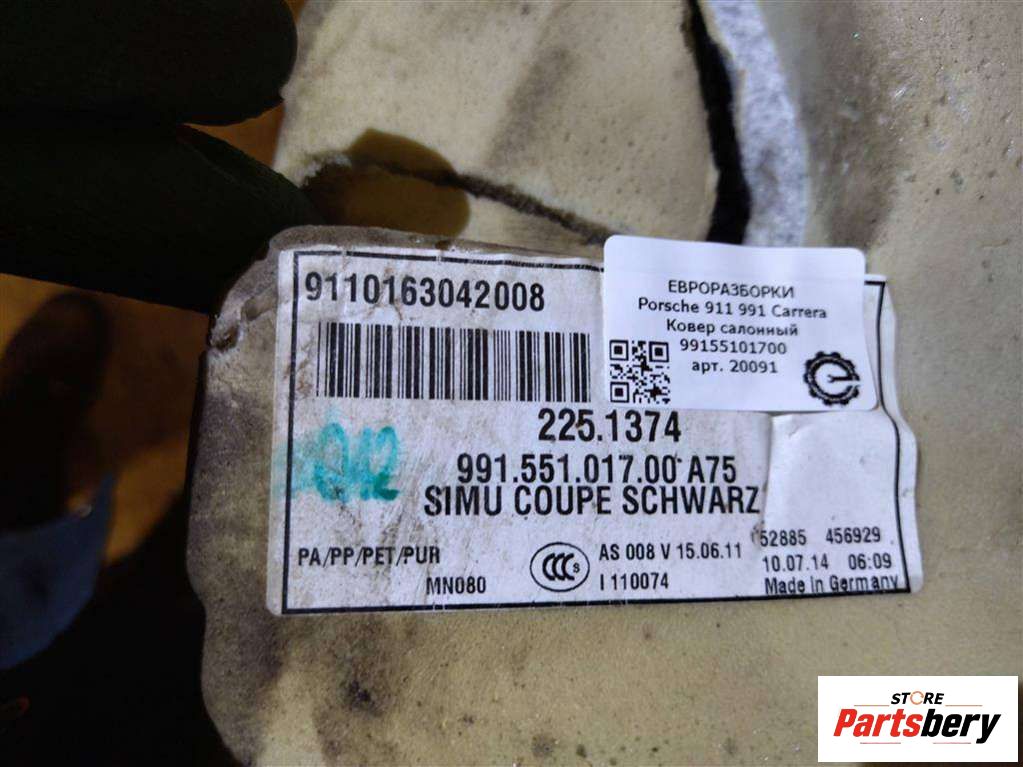 9110163042008
ЕВРОРАЗБОРКИ
Porsche 911 991 Carrera
Ковер салонный
99155101700
арт. 20091
225.1374
991.551.017.00 A75
SIMU COUPE SCHWARZ
PA/PP/PET/PUR
MN080
CCC S
AS 008 V 15.06.11
I 110074
52885 456929
10.07.14 06:09
Made in Germany
STORE
Partsbery